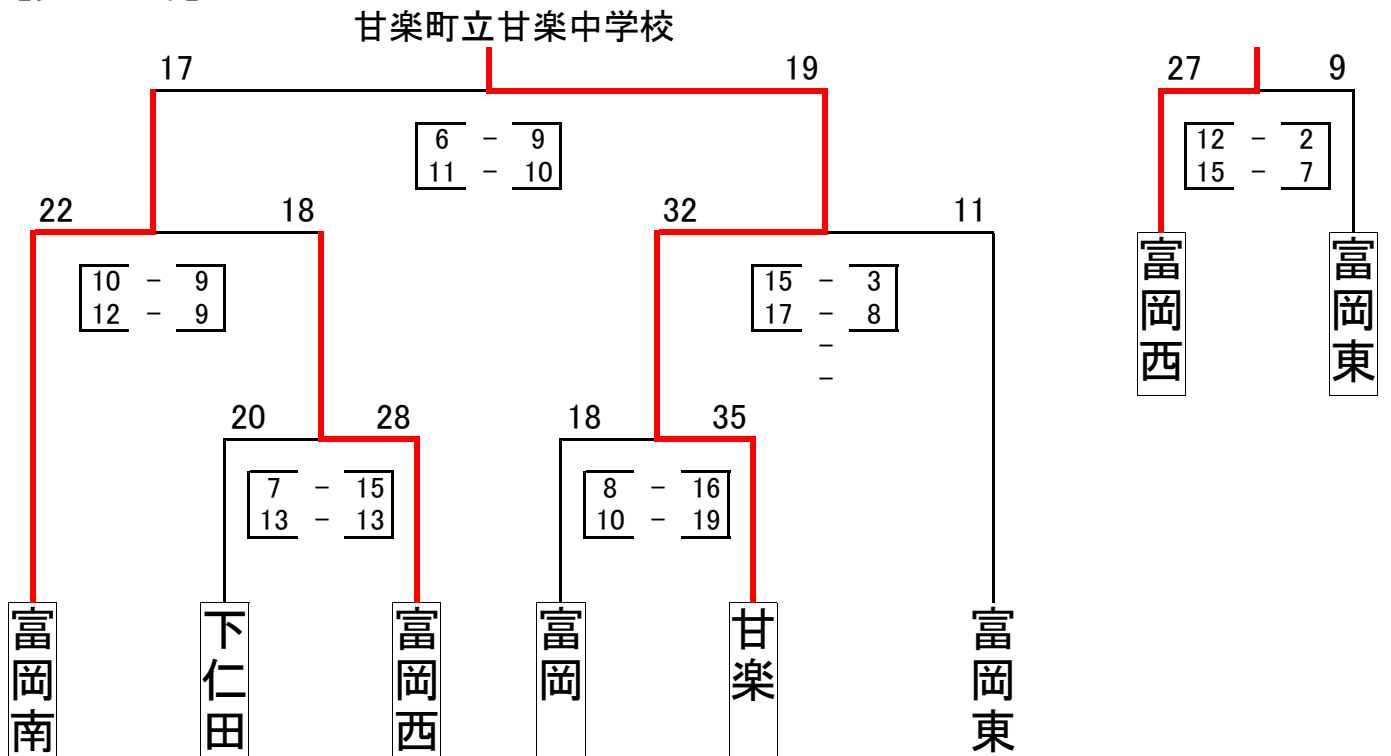 甘楽町立甘楽中学校
17 19 27 9
6 - 9 12 - 2
11 - 10 15 - 7
22 18 32 11
10 - 9 15 - 3
12 - 9 17 - 8
-
-
富岡西
富岡東
20 28 18 35
7 - 15 8 - 16
13 - 13 10 - 19
富岡南
下仁田
富岡西
富岡
甘楽
富岡東